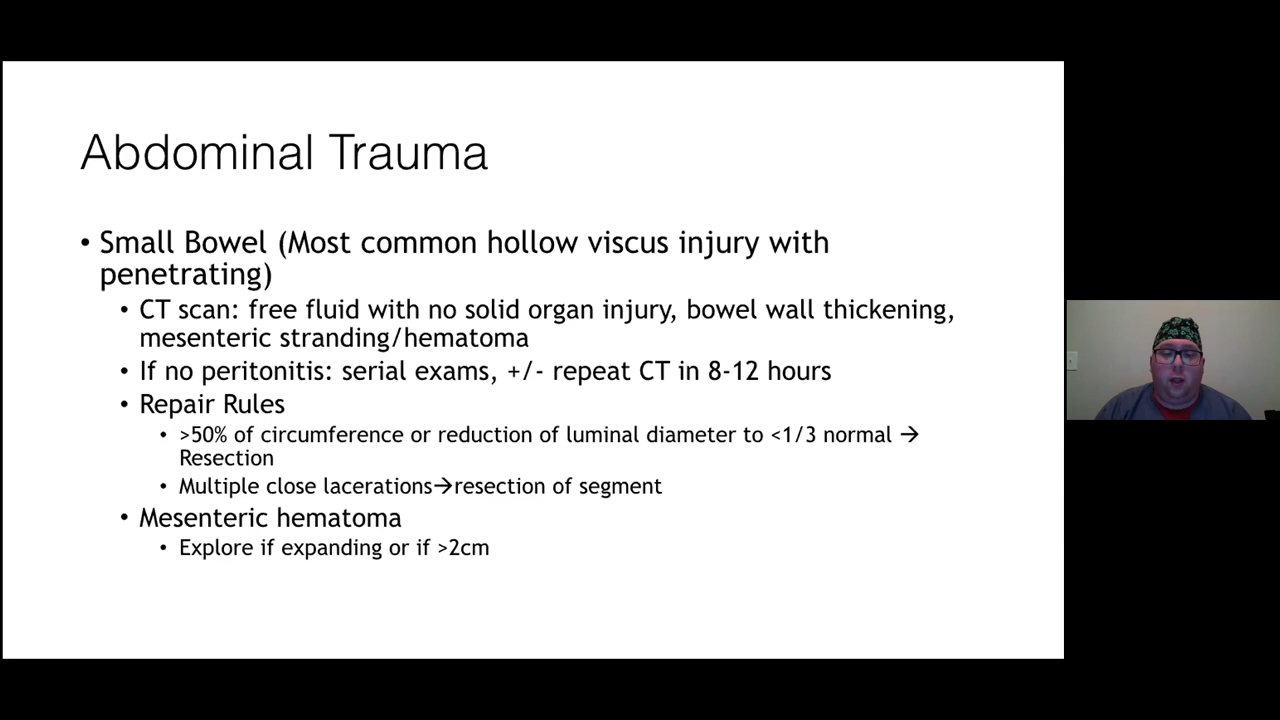 Abdominal Trauma
• Small Bowel (Most common hollow viscus injury with
penetrating)
• CT scan: free fluid with no solid organ injury, bowel wall thickening,
mesenteric stranding/hematoma
• If no peritonitis: serial exams, +/- repeat CT in 8-12 hours
• Repair Rules
• >50% of circumference or reduction of luminal diameter to <1/3 normal →
Resection
• Multiple close lacerations→resection of segment
• Mesenteric hematoma
• Explore if expanding or if >2cm